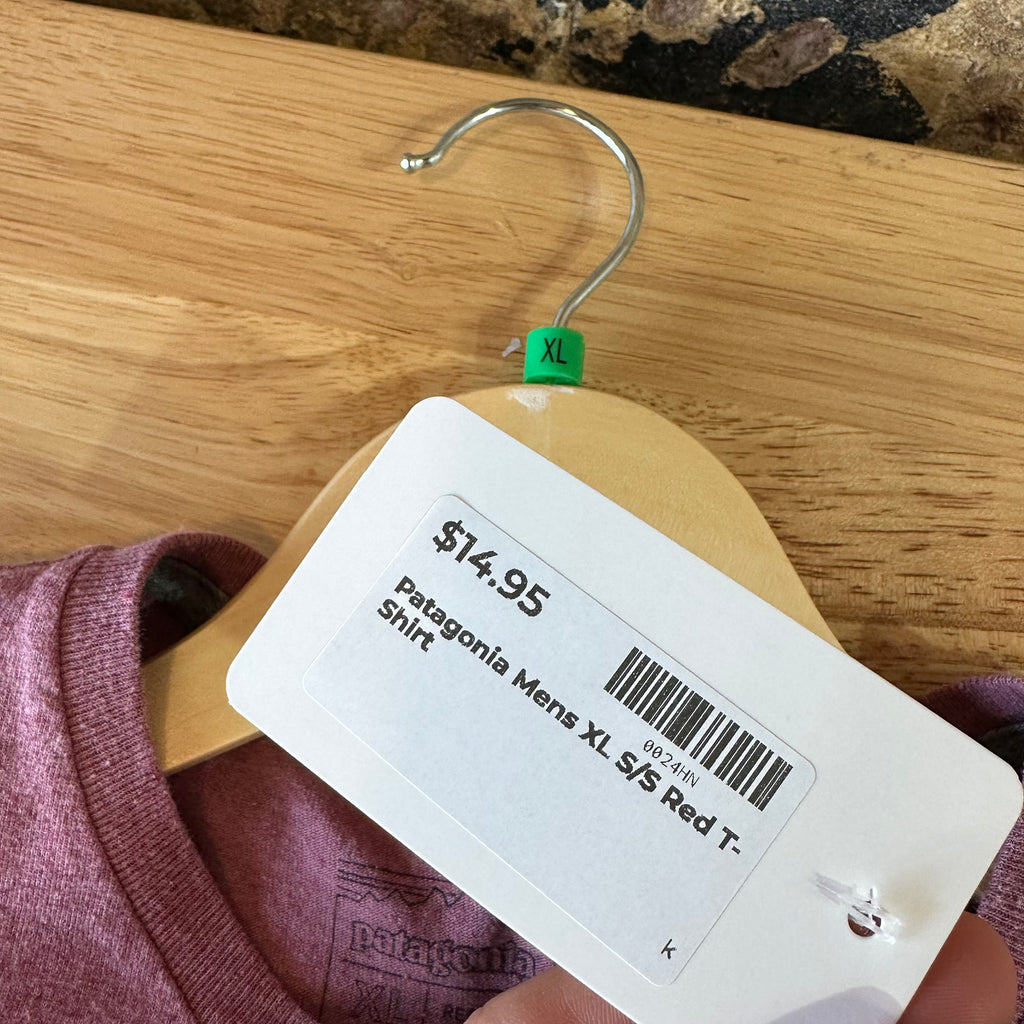 XL
$14.95
Patagonia Mens XL S/S Red T-
Shirt
0024HN
k
patagonia
XL